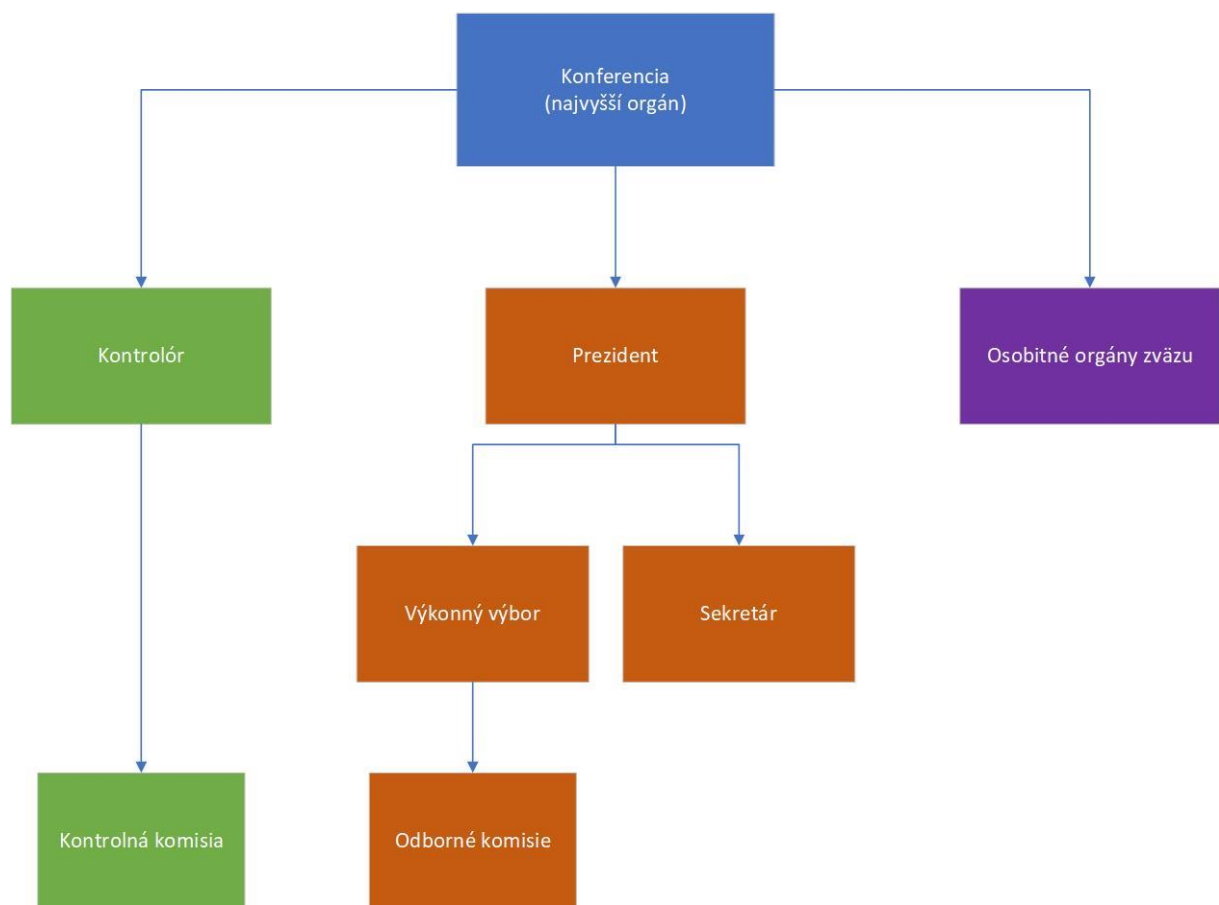 Konferencia
(najvyšší orgán)
Kontrolór
Prezident
Osobitné orgány zväzu
Výkonný výbor
Sekretár
Kontrolná komisia
Odborné komisie